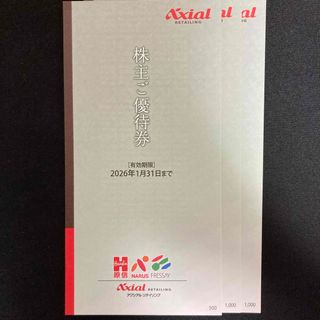 Axial
RETAILING
株主ご優待券
[有効期限]
2026年1月31日まで
原信 NARUS FRESSAY
Axial RETAILING
アクシアル リテイリング
500
1,000
1,000